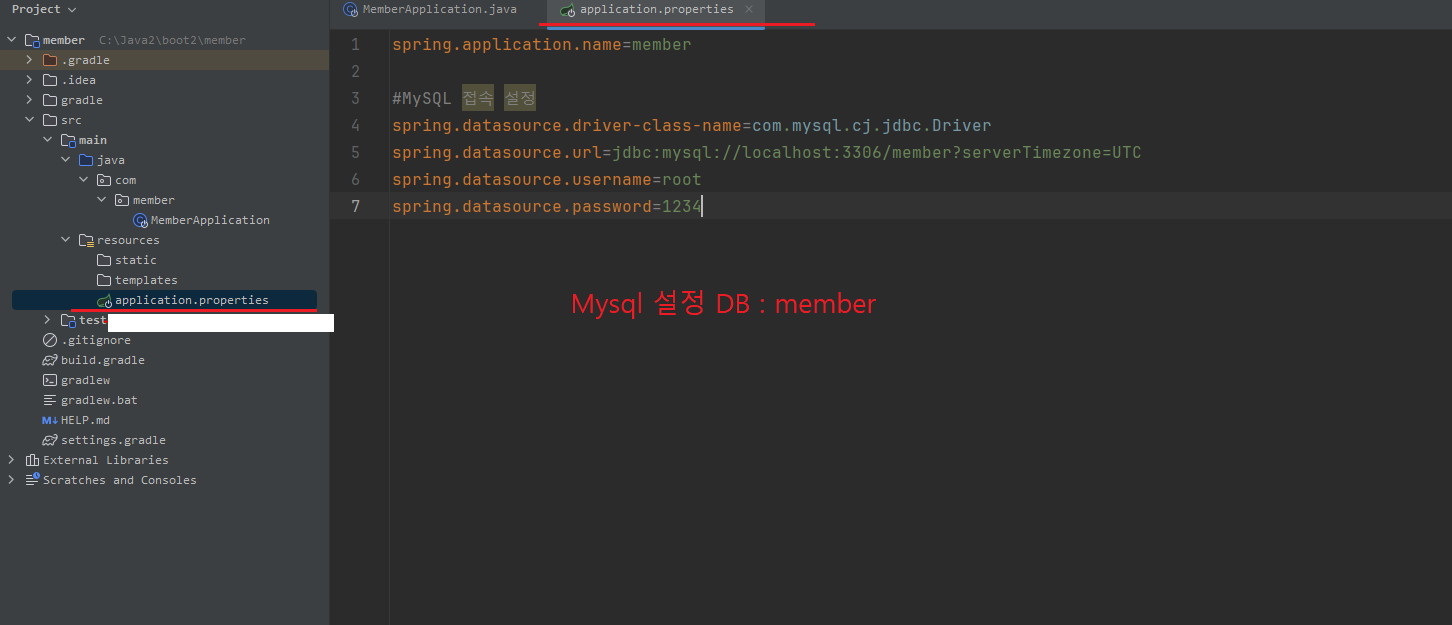 Project
MemberApplication.java
application.properties
member C:\Java2\boot2\member
.gradle
.idea
gradle
src
main
java
com
member
MemberApplication
resources
static
templates
application.properties
test
.gitignore
build.gradle
gradlew
gradlew.bat
M↓ HELP.md
settings.gradle
External Libraries
Scratches and Consoles
1 spring.application.name=member
2
3 #MySQL 접속 설정
4 spring.datasource.driver-class-name=com.mysql.cj.jdbc.Driver
5 spring.datasource.url=jdbc:mysql://localhost:3306/member?serverTimezone=UTC
6 spring.datasource.username=root
7 spring.datasource.password=1234
Mysql 설정 DB : member